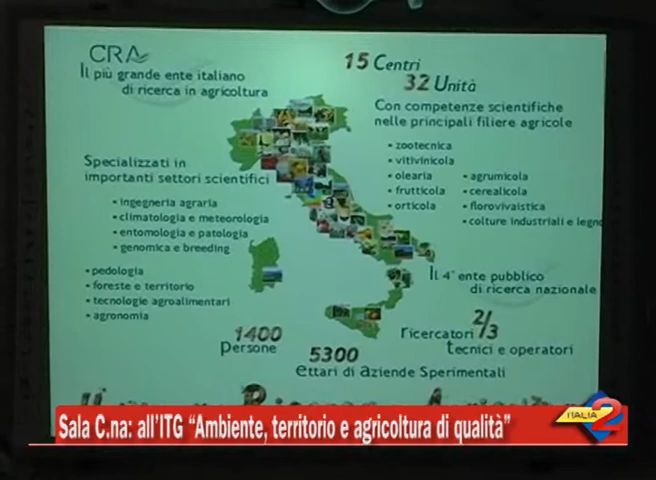 CRA
Il più grande ente italiano
di ricerca in agricoltura
15 Centri
32 Unità
Con competenze scientifiche
nelle principali filiere agricole
• zootecnica
• vitivinicola
• olearia
• frutticola
• orticola
• agrumicola
• cerealicola
• florovivaistica
• colture industriali e legno
Specializzati in
importanti settori scientifici
• ingegneria agraria
• climatologia e meteorologia
• entomologia e patologia
• genomica e breeding
• pedologia
• foreste e territorio
• tecnologie agroalimentari
• agronomia
Il 4° ente pubblico
di ricerca nazionale
1400
persone
5300
ettari di aziende Sperimentali
2/3
ricercatori
tecnici e operatori
Sala C.na: all'ITG “Ambiente, territorio e agricoltura di qualità”
ITALIA 2